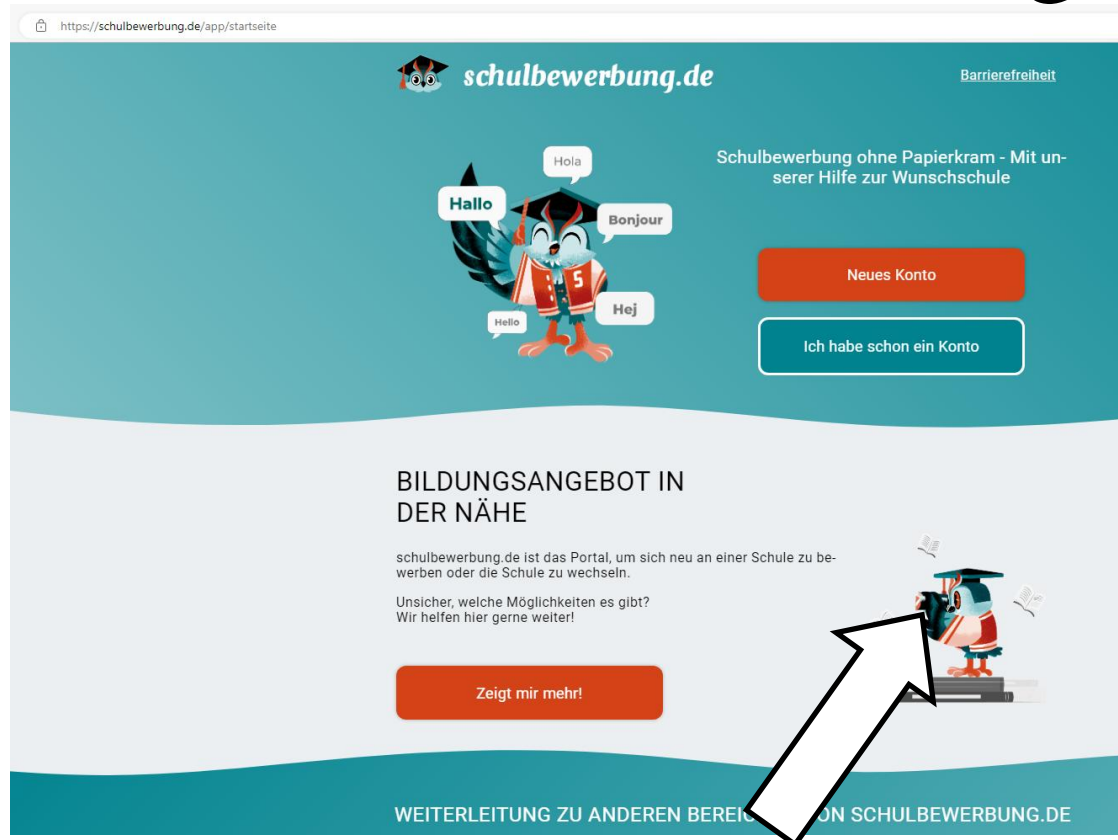 https://schulbewerbung.de/app/startseite
schulbewerbung.de
Barrierefreiheit
Hola
Hallo
Bonjour
Hej
Hello
S
Schulbewerbung ohne Papierkram - Mit un-
serer Hilfe zur Wunschschule
Neues Konto
Ich habe schon ein Konto
BILDUNGSANGEBOT IN
DER NÄHE
schulbewerbung.de ist das Portal, um sich neu an einer Schule zu be-
werben oder die Schule zu wechseln.
Unsicher, welche Möglichkeiten es gibt?
Wir helfen hier gerne weiter!
Zeigt mir mehr!
WEITERLEITUNG ZU ANDEREN SCHULBEWERBUNG.DE